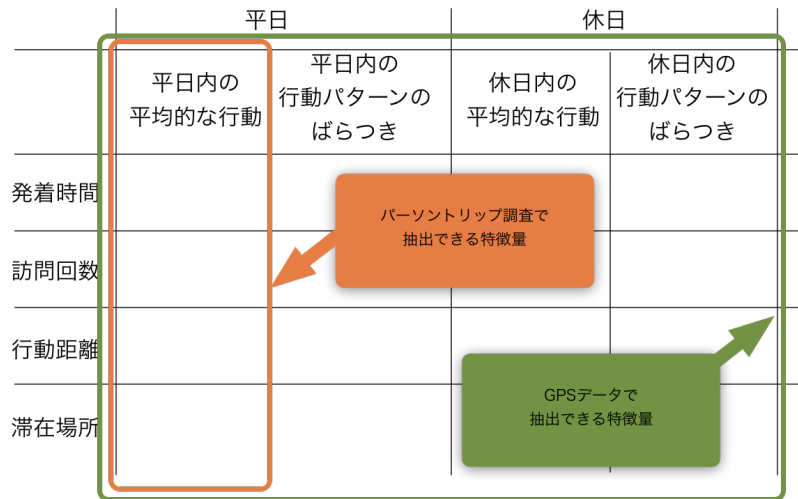 平日
休日
平日内の
平均的な行動
平日内の
行動パターンの
ばらつき
休日内の
平均的な行動
休日内の
行動パターンの
ばらつき
発着時間
訪問回数
行動距離
滞在場所
パーソントリップ調査で
抽出できる特徴量
GPSデータで
抽出できる特徴量